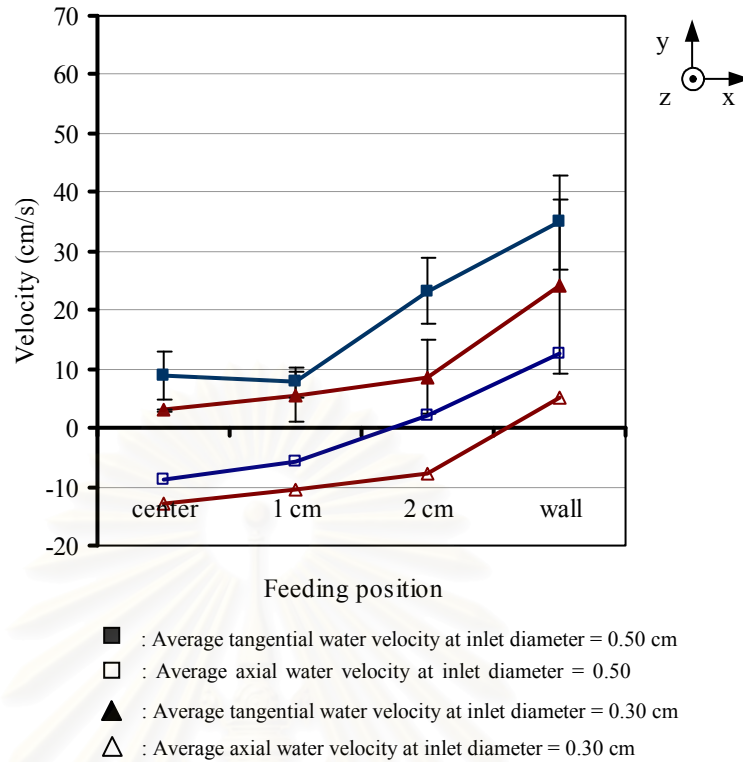 70
60
50
40
30
20
10
0
-10
-20
Velocity (cm/s)
y
z x
center 1 cm 2 cm wall
Feeding position
: Average tangential water velocity at inlet diameter = 0.50 cm
: Average axial water velocity at inlet diameter = 0.50
: Average tangential water velocity at inlet diameter = 0.30 cm
: Average axial water velocity at inlet diameter = 0.30 cm